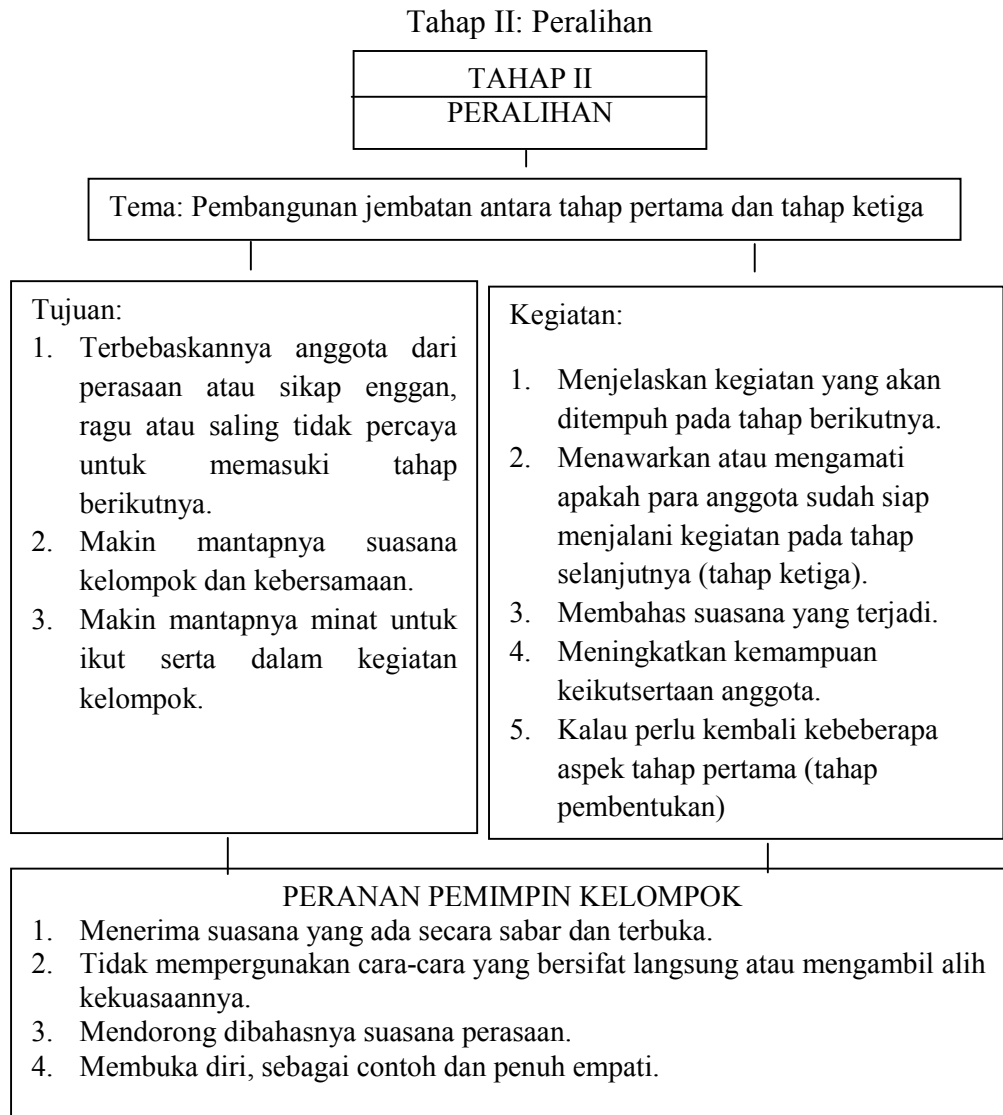 Tahap II: Peralihan
TAHAP II
PERALIHAN
Tema: Pembangunan jembatan antara tahap pertama dan tahap ketiga
Tujuan:
1. Terbebaskannya anggota dari
perasaan atau sikap enggan,
ragu atau saling tidak percaya
untuk memasuki tahap
berikutnya.
2. Makin mantapnya suasana
kelompok dan kebersamaan.
3. Makin mantapnya minat untuk
ikut serta dalam kegiatan
kelompok.
Kegiatan:
1. Menjelaskan kegiatan yang akan
ditempuh pada tahap berikutnya.
2. Menawarkan atau mengamati
apakah para anggota sudah siap
menjalani kegiatan pada tahap
selanjutnya (tahap ketiga).
3. Membahas suasana yang terjadi.
4. Meningkatkan kemampuan
keikutsertaan anggota.
5. Kalau perlu kembali kebeberapa
aspek tahap pertama (tahap
pembentukan)
PERANAN PEMIMPIN KELOMPOK
1. Menerima suasana yang ada secara sabar dan terbuka.
2. Tidak mempergunakan cara-cara yang bersifat langsung atau mengambil alih
kekuasaannya.
3. Mendorong dibahasnya suasana perasaan.
4. Membuka diri, sebagai contoh dan penuh empati.